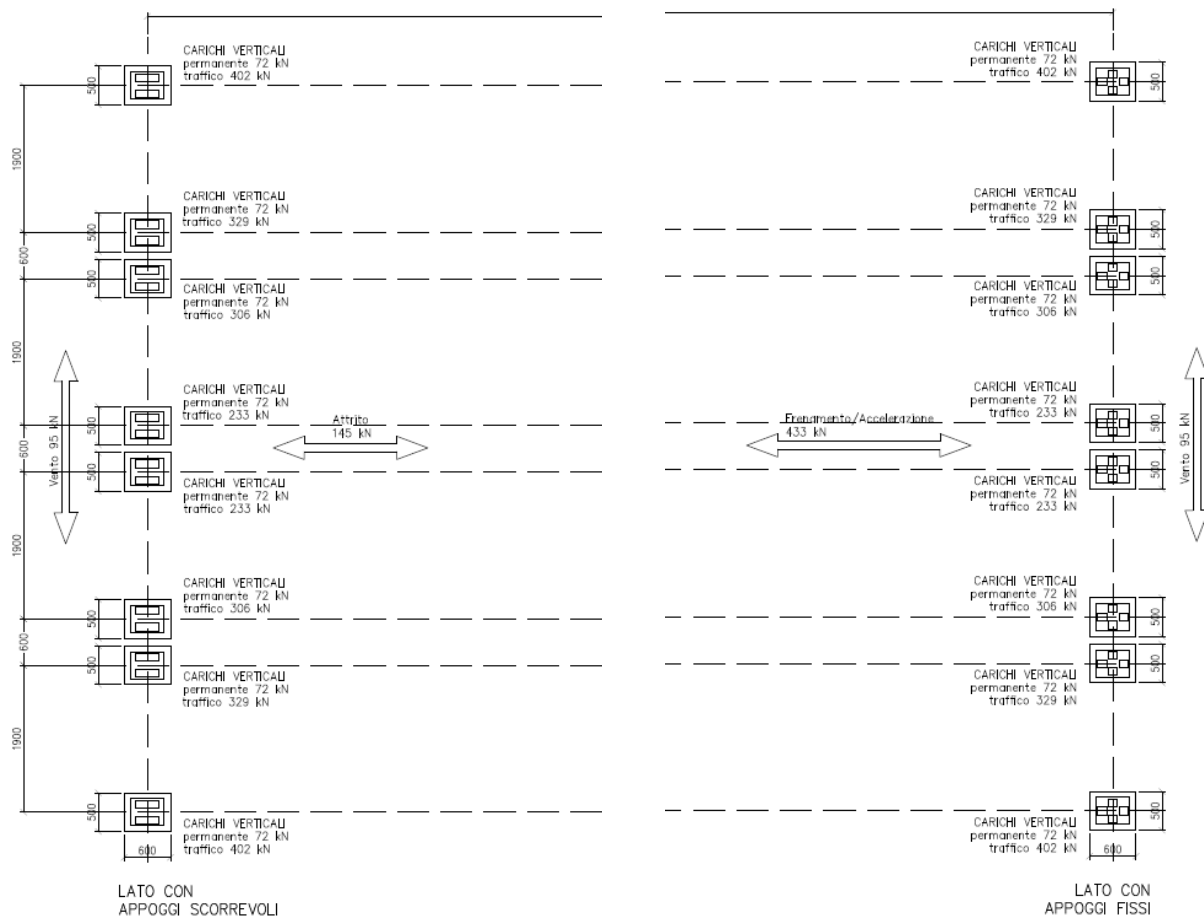 CARICHI VERTICALI
permanente 72 kN
traffico 402 kN
500
1900
CARICHI VERTICALI
permanente 72 kN
traffico 329 kN
500
600
500
CARICHI VERTICALI
permanente 72 kN
traffico 306 kN
1900
Vento 95 kN
CARICHI VERTICALI
permanente 72 kN
traffico 233 kN
500
Attrito
145 kN
600
500
CARICHI VERTICALI
permanente 72 kN
traffico 233 kN
1900
CARICHI VERTICALI
permanente 72 kN
traffico 306 kN
500
600
500
CARICHI VERTICALI
permanente 72 kN
traffico 329 kN
1900
500
CARICHI VERTICALI
permanente 72 kN
traffico 402 kN
600
LATO CON
APPOGGI SCORREVOLI
CARICHI VERTICALI
permanente 72 kN
traffico 402 kN
500
CARICHI VERTICALI
permanente 72 kN
traffico 329 kN
500
500
CARICHI VERTICALI
permanente 72 kN
traffico 306 kN
CARICHI VERTICALI
permanente 72 kN
traffico 233 kN
500
Frenamento/Accelerazione
433 kN
Vento 95 kN
500
CARICHI VERTICALI
permanente 72 kN
traffico 233 kN
CARICHI VERTICALI
permanente 72 kN
traffico 306 kN
500
500
CARICHI VERTICALI
permanente 72 kN
traffico 329 kN
500
CARICHI VERTICALI
permanente 72 kN
traffico 402 kN
600
LATO CON
APPOGGI FISSI